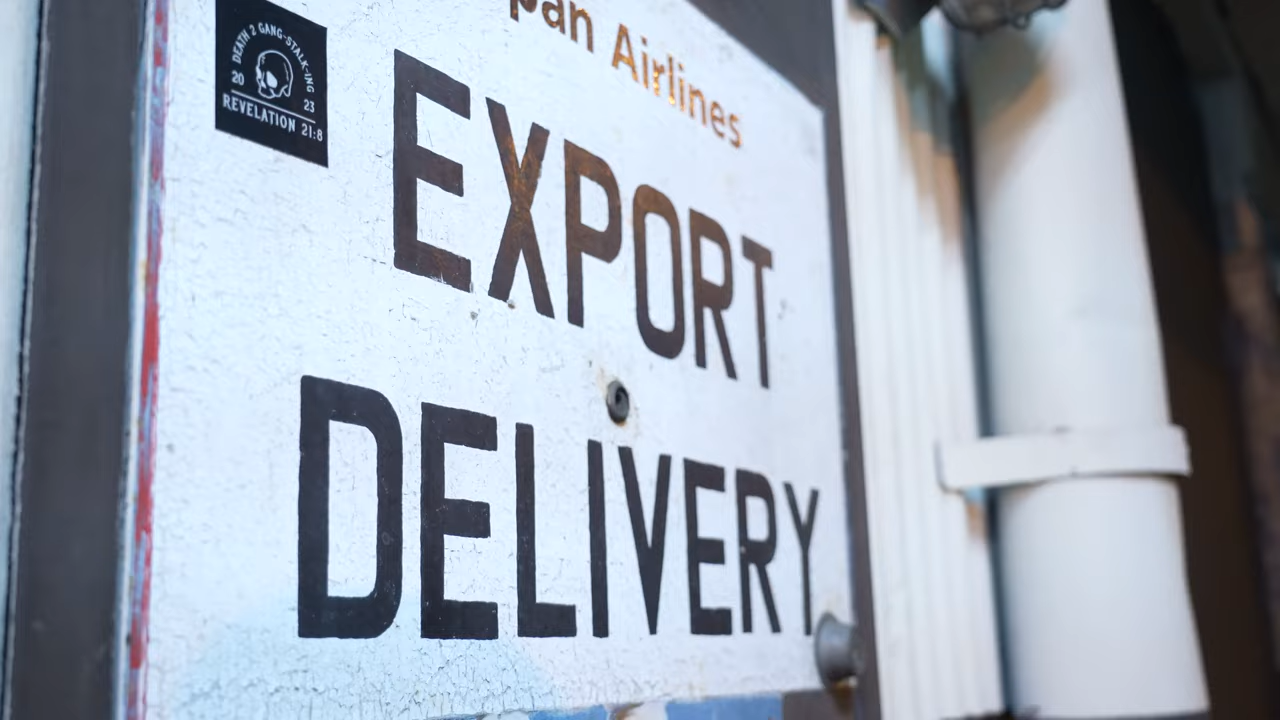 DEATH 2 GANG-STALK-ING
20 23
REVELATION 21:8
pan Airlines
EXPORT
DELIVERY